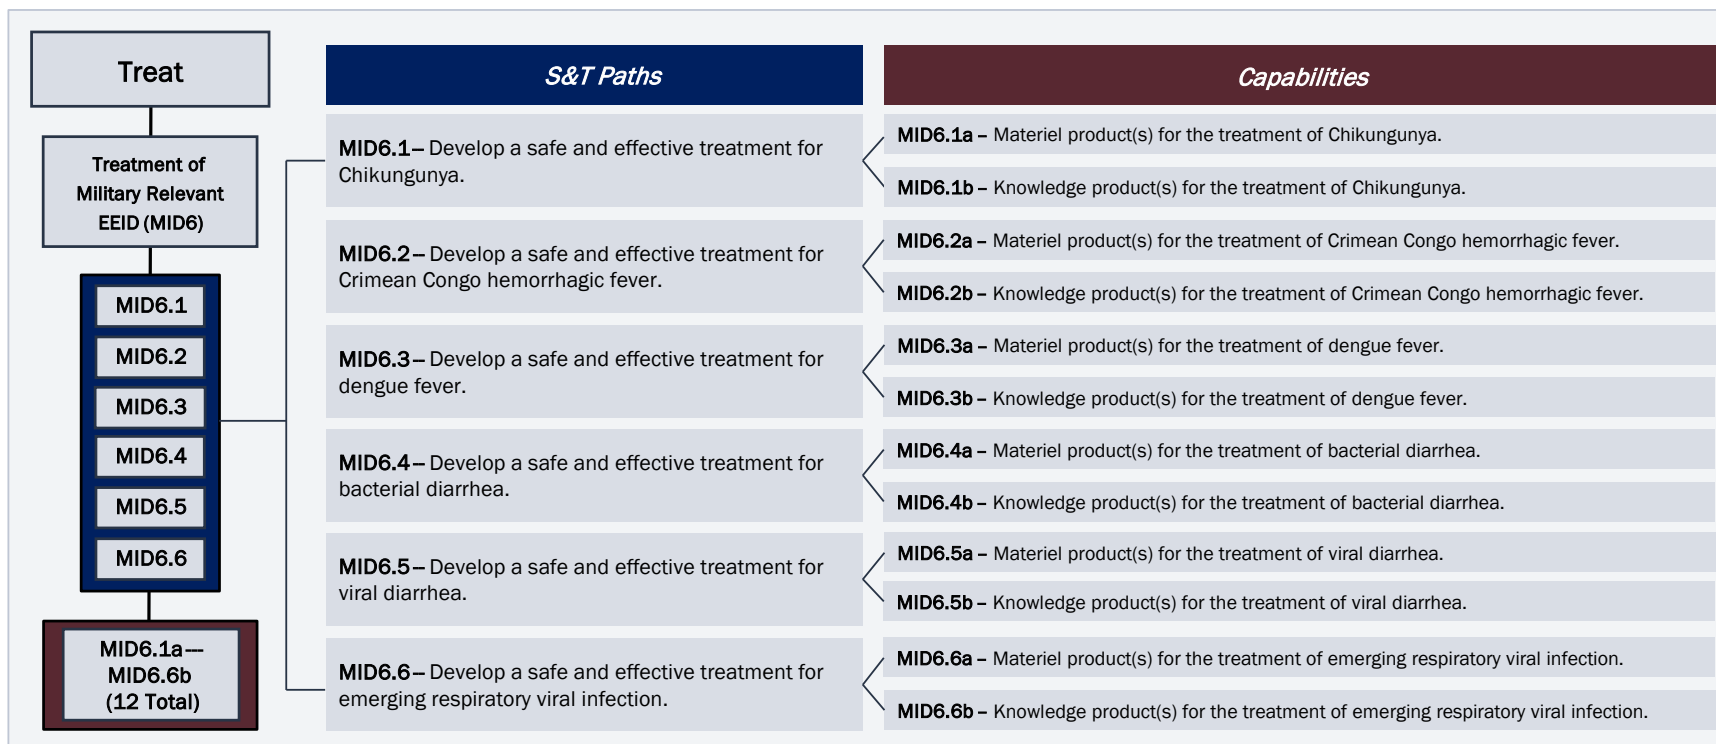 Treat
Treatment of
Military Relevant
EEID (MID6)
MID6.1
MID6.2
MID6.3
MID6.4
MID6.5
MID6.6
MID6.1a---
MID6.6b
(12 Total)
S&T Paths
MID6.1– Develop a safe and effective treatment for
Chikungunya.
MID6.2– Develop a safe and effective treatment for
Crimean Congo hemorrhagic fever.
MID6.3– Develop a safe and effective treatment for
dengue fever.
MID6.4– Develop a safe and effective treatment for
bacterial diarrhea.
MID6.5– Develop a safe and effective treatment for
viral diarrhea.
MID6.6– Develop a safe and effective treatment for
emerging respiratory viral infection.
Capabilities
MID6.1a – Materiel product(s) for the treatment of Chikungunya.
MID6.1b – Knowledge product(s) for the treatment of Chikungunya.
MID6.2a – Materiel product(s) for the treatment of Crimean Congo hemorrhagic fever.
MID6.2b – Knowledge product(s) for the treatment of Crimean Congo hemorrhagic fever.
MID6.3a – Materiel product(s) for the treatment of dengue fever.
MID6.3b – Knowledge product(s) for the treatment of dengue fever.
MID6.4a – Materiel product(s) for the treatment of bacterial diarrhea.
MID6.4b – Knowledge product(s) for the treatment of bacterial diarrhea.
MID6.5a – Materiel product(s) for the treatment of viral diarrhea.
MID6.5b – Knowledge product(s) for the treatment of viral diarrhea.
MID6.6a – Materiel product(s) for the treatment of emerging respiratory viral infection.
MID6.6b – Knowledge product(s) for the treatment of emerging respiratory viral infection.